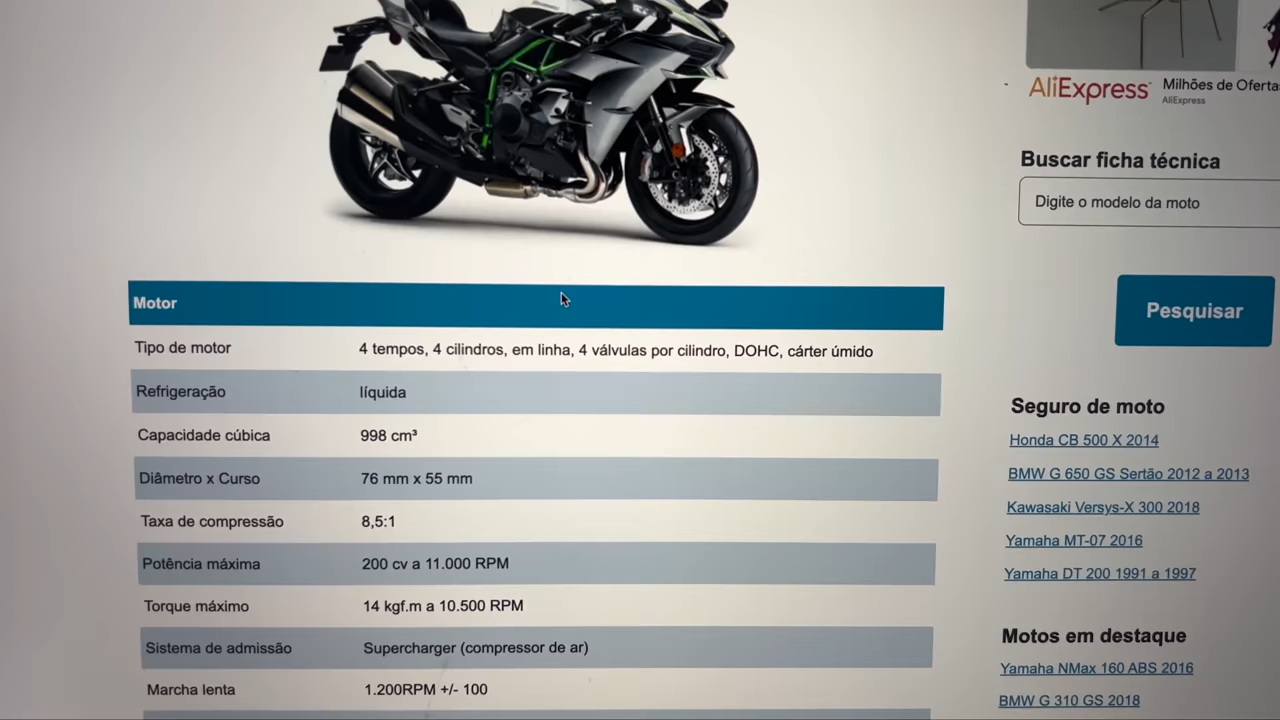 AliExpress
Milhões de Oferta
AliExpress
Buscar ficha técnica
Digite o modelo da moto
Pesquisar
Motor
Tipo de motor 4 tempos, 4 cilindros, em linha, 4 válvulas por cilindro, DOHC, cárter úmido
Refrigeração líquida
Capacidade cúbica 998 cm³
Diâmetro x Curso 76 mm x 55 mm
Taxa de compressão 8,5:1
Potência máxima 200 cv a 11.000 RPM
Torque máximo 14 kgf.m a 10.500 RPM
Sistema de admissão Supercharger (compressor de ar)
Marcha lenta 1.200RPM +/- 100
Seguro de moto
Honda CB 500 X 2014
BMW G 650 GS Sertão 2012 a 2013
Kawasaki Versys-X 300 2018
Yamaha MT-07 2016
Yamaha DT 200 1991 a 1997
Motos em destaque
Yamaha NMax 160 ABS 2016
BMW G 310 GS 2018